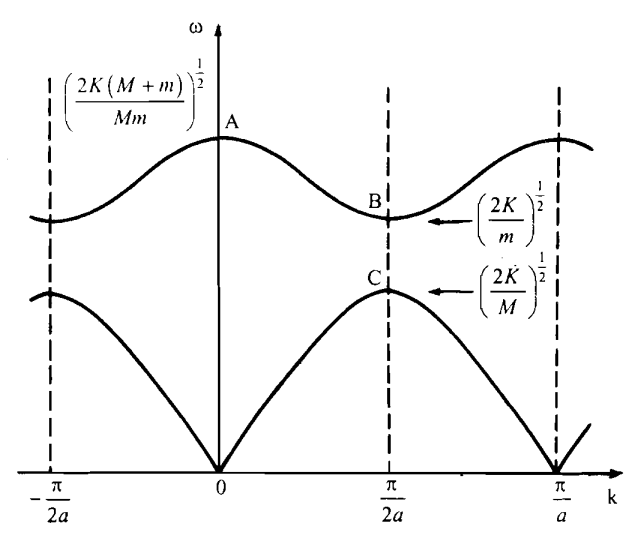 ω
(2K(M + m)/Mm)^{1/2}
A
B
(2K/m)^{1/2}
C
(2K/M)^{1/2}
-π/2a 0 π/2a π/a k